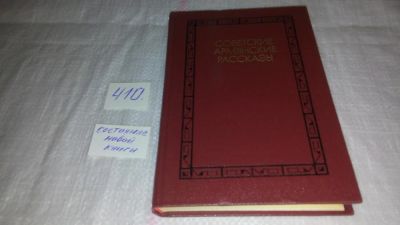 СОВЕТСКИЕ
АРМЯНСКИЕ
РАССКАЗЫ
410.
СОСТОЯНИЕ
НОВОЙ
КНИГИ